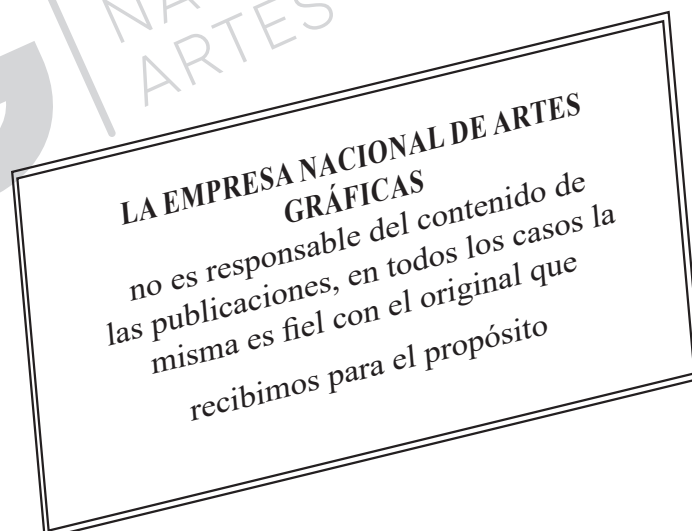 ARTES
LA EMPRESA NACIONAL DE ARTES
GRÁFICAS
no es responsable del contenido de
las publicaciones, en todos los casos la
misma es fiel con el original que
recibimos para el propósito